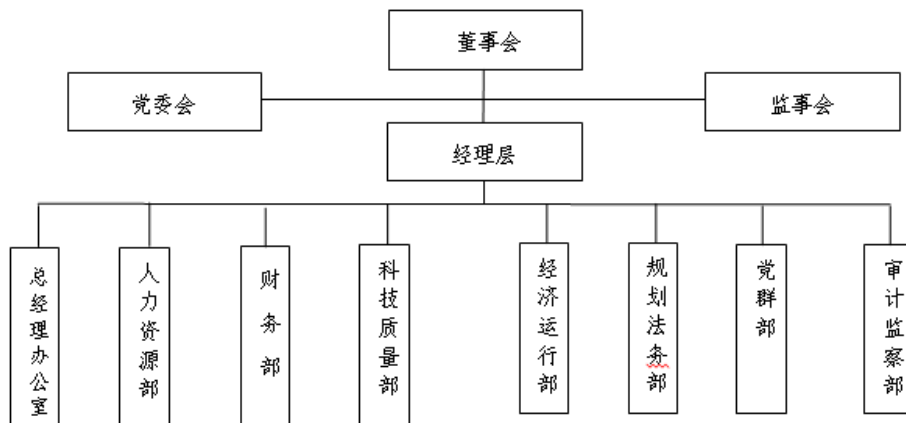 董事会
党委会
监事会
经理层
总经理办公室
人力资源部
财务部
科技质量部
经济运行部
规划法务部
党群部
审计监察部